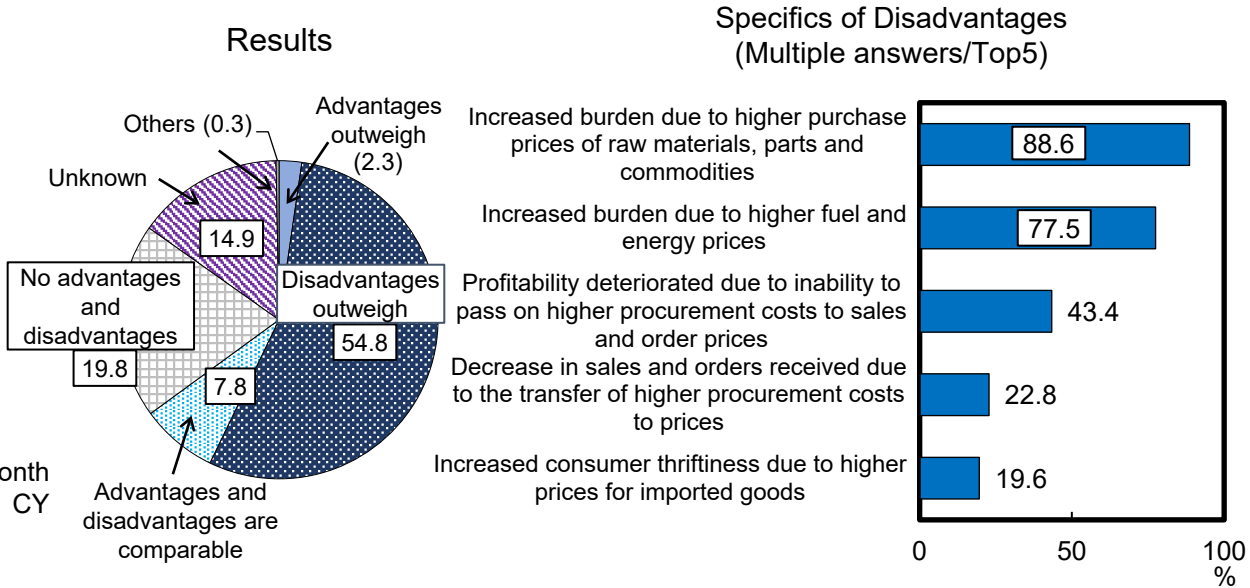 Results
Others (0.3)
Advantages
outweigh
(2.3)
Unknown
14.9
No advantages
and
disadvantages
19.8
Disadvantages
outweigh
54.8
7.8
Advantages and
disadvantages are
comparable
onth
CY
Specifics of Disadvantages
(Multiple answers/Top5)
Increased burden due to higher purchase
prices of raw materials, parts and
commodities
88.6
Increased burden due to higher fuel and
energy prices
77.5
Profitability deteriorated due to inability to
pass on higher procurement costs to sales
and order prices
43.4
Decrease in sales and orders received due
to the transfer of higher procurement costs
to prices
22.8
Increased consumer thriftiness due to higher
prices for imported goods
19.6
0 50 100
%